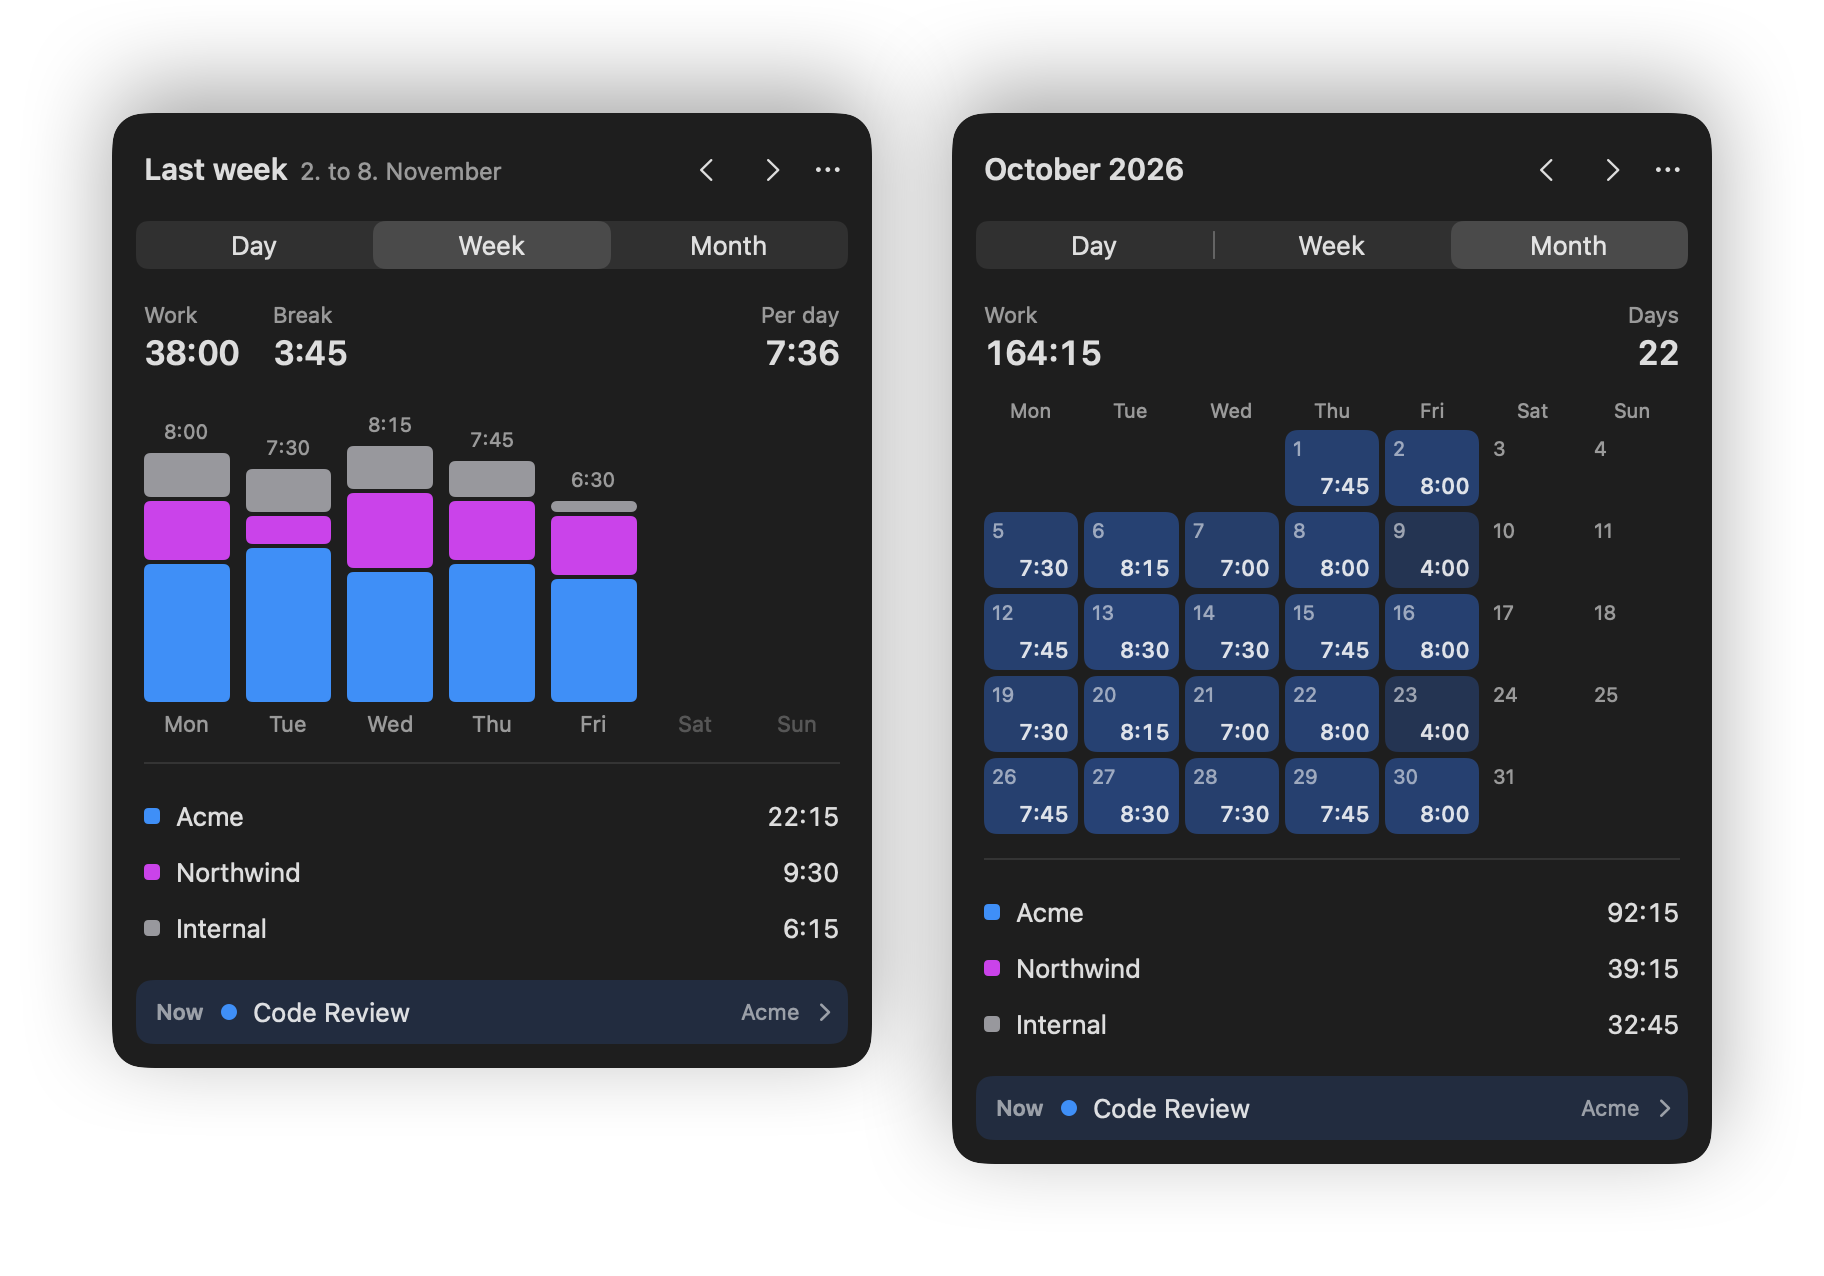 Last week 2. to 8. November
Day Week Month
Work Break Per day
38:00 3:45 7:36
8:00 7:30 8:15 7:45 6:30
Mon Tue Wed Thu Fri Sat Sun
Acme 22:15
Northwind 9:30
Internal 6:15
Now Code Review Acme
October 2026
Day Week Month
Work Days
164:15 22
Mon Tue Wed Thu Fri Sat Sun
1 2 3 4
7:45 8:00
5 6 7 8 9 10 11
7:30 8:15 7:00 8:00 4:00
12 13 14 15 16 17 18
7:45 8:30 7:30 7:45 8:00
19 20 21 22 23 24 25
7:30 8:15 7:00 8:00 4:00
26 27 28 29 30 31
7:45 8:30 7:30 7:45 8:00
Acme 92:15
Northwind 39:15
Internal 32:45
Now Code Review Acme